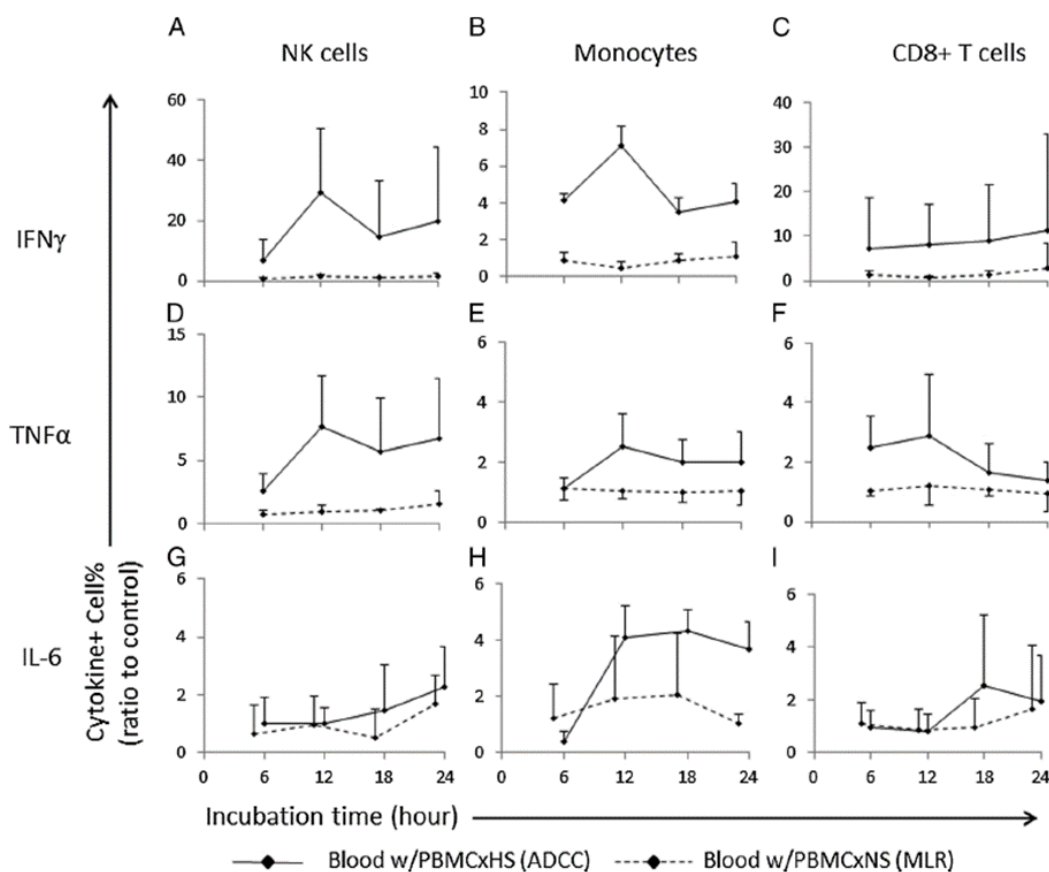 A B C
NK cells Monocytes CD8+ T cells
60 10 40
8
40 30
6
20
4
20
2 10
0 0 0
IFNγ
D E F
15 6 6
10 4 4
5 2 2
0 0 0
TNFα
G H I
6 6 6
4 4 4
2 2 2
0 0 0
IL-6
0 6 12 18 24 0 6 12 18 24 0 6 12 18 24
Cytokine+ Cell%
(ratio to control)
Incubation time (hour)
Blood w/PBMCxHS (ADCC) Blood w/PBMCxNS (MLR)